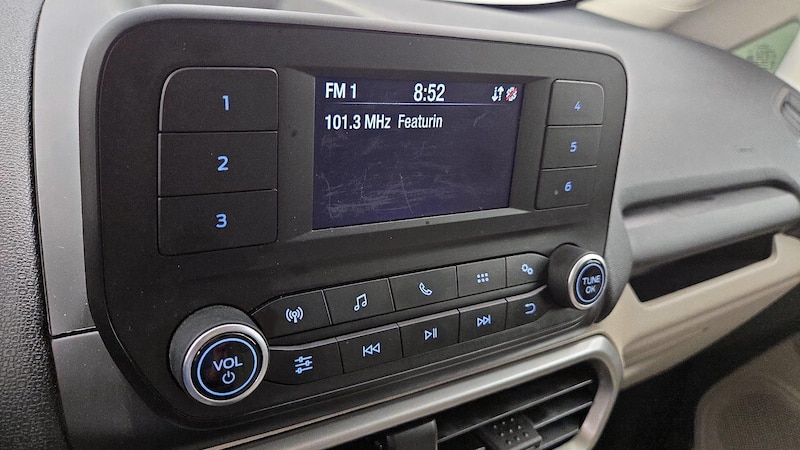 FM 1 8:52
101.3 MHz Featurin
1
2
3
4
5
6
VOL
TUNE
OK